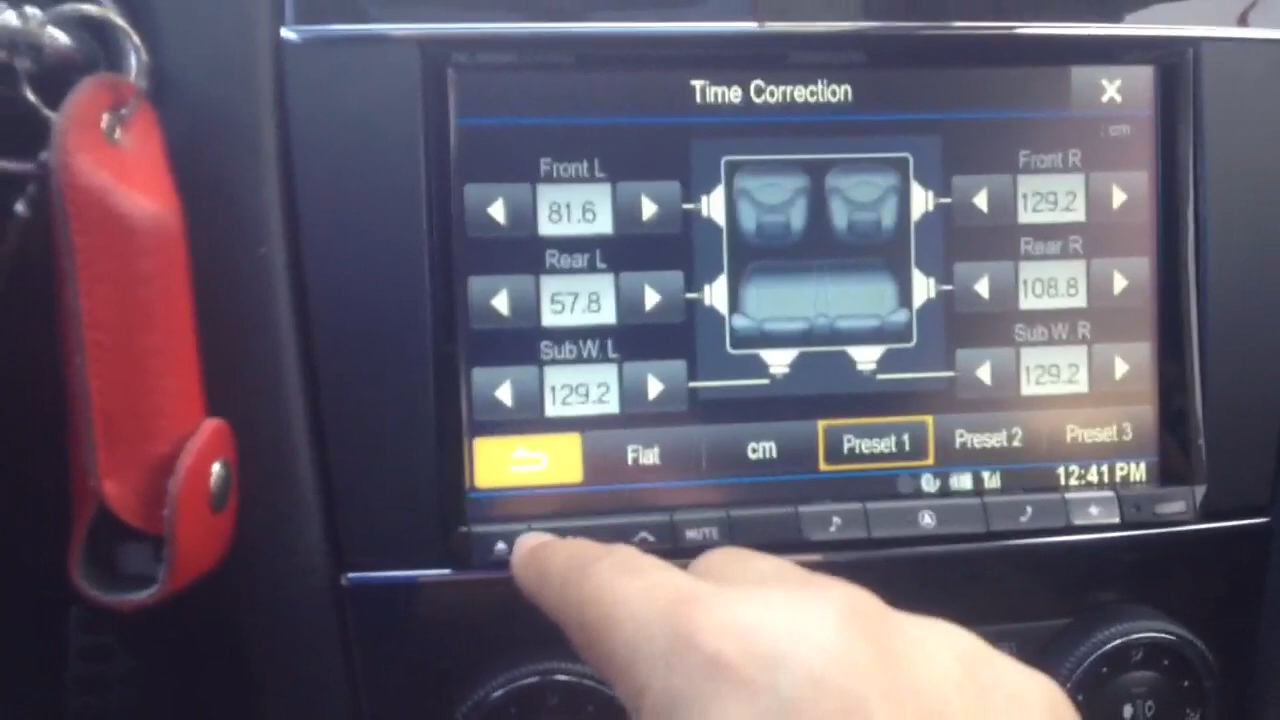 Time Correction
: cm
Front L
Front R
81.6
129.2
Rear L
Rear R
57.8
108.8
Sub W. L
Sub W. R
129.2
129.2
Flat
cm
Preset 1
Preset 2
Preset 3
12:41 PM
MUTE